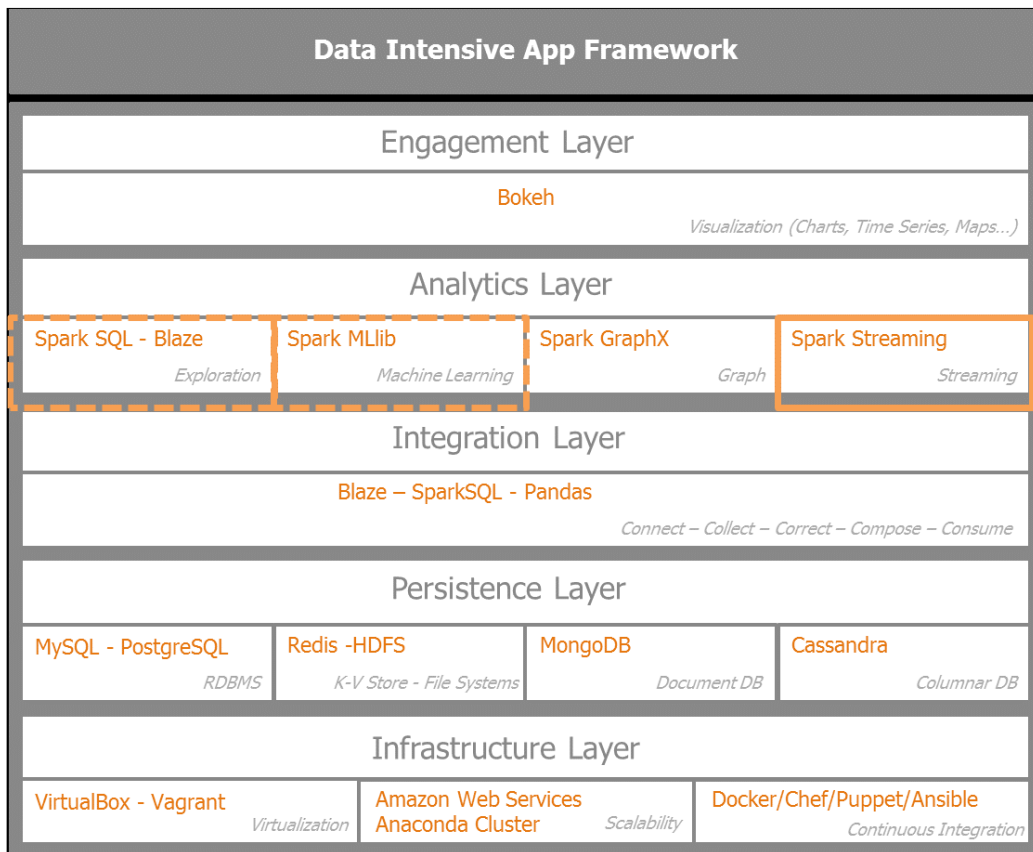 Data Intensive App Framework
Engagement Layer
Bokeh
Visualization (Charts, Time Series, Maps...)
Analytics Layer
Spark SQL - Blaze
Exploration
Spark MLlib
Machine Learning
Spark GraphX
Graph
Spark Streaming
Streaming
Integration Layer
Blaze – SparkSQL - Pandas
Connect – Collect – Correct – Compose – Consume
Persistence Layer
MySQL - PostgreSQL
RDBMS
Redis -HDFS
K-V Store - File Systems
MongoDB
Document DB
Cassandra
Columnar DB
Infrastructure Layer
VirtualBox - Vagrant
Virtualization
Amazon Web Services
Anaconda Cluster
Scalability
Docker/Chef/Puppet/Ansible
Continuous Integration